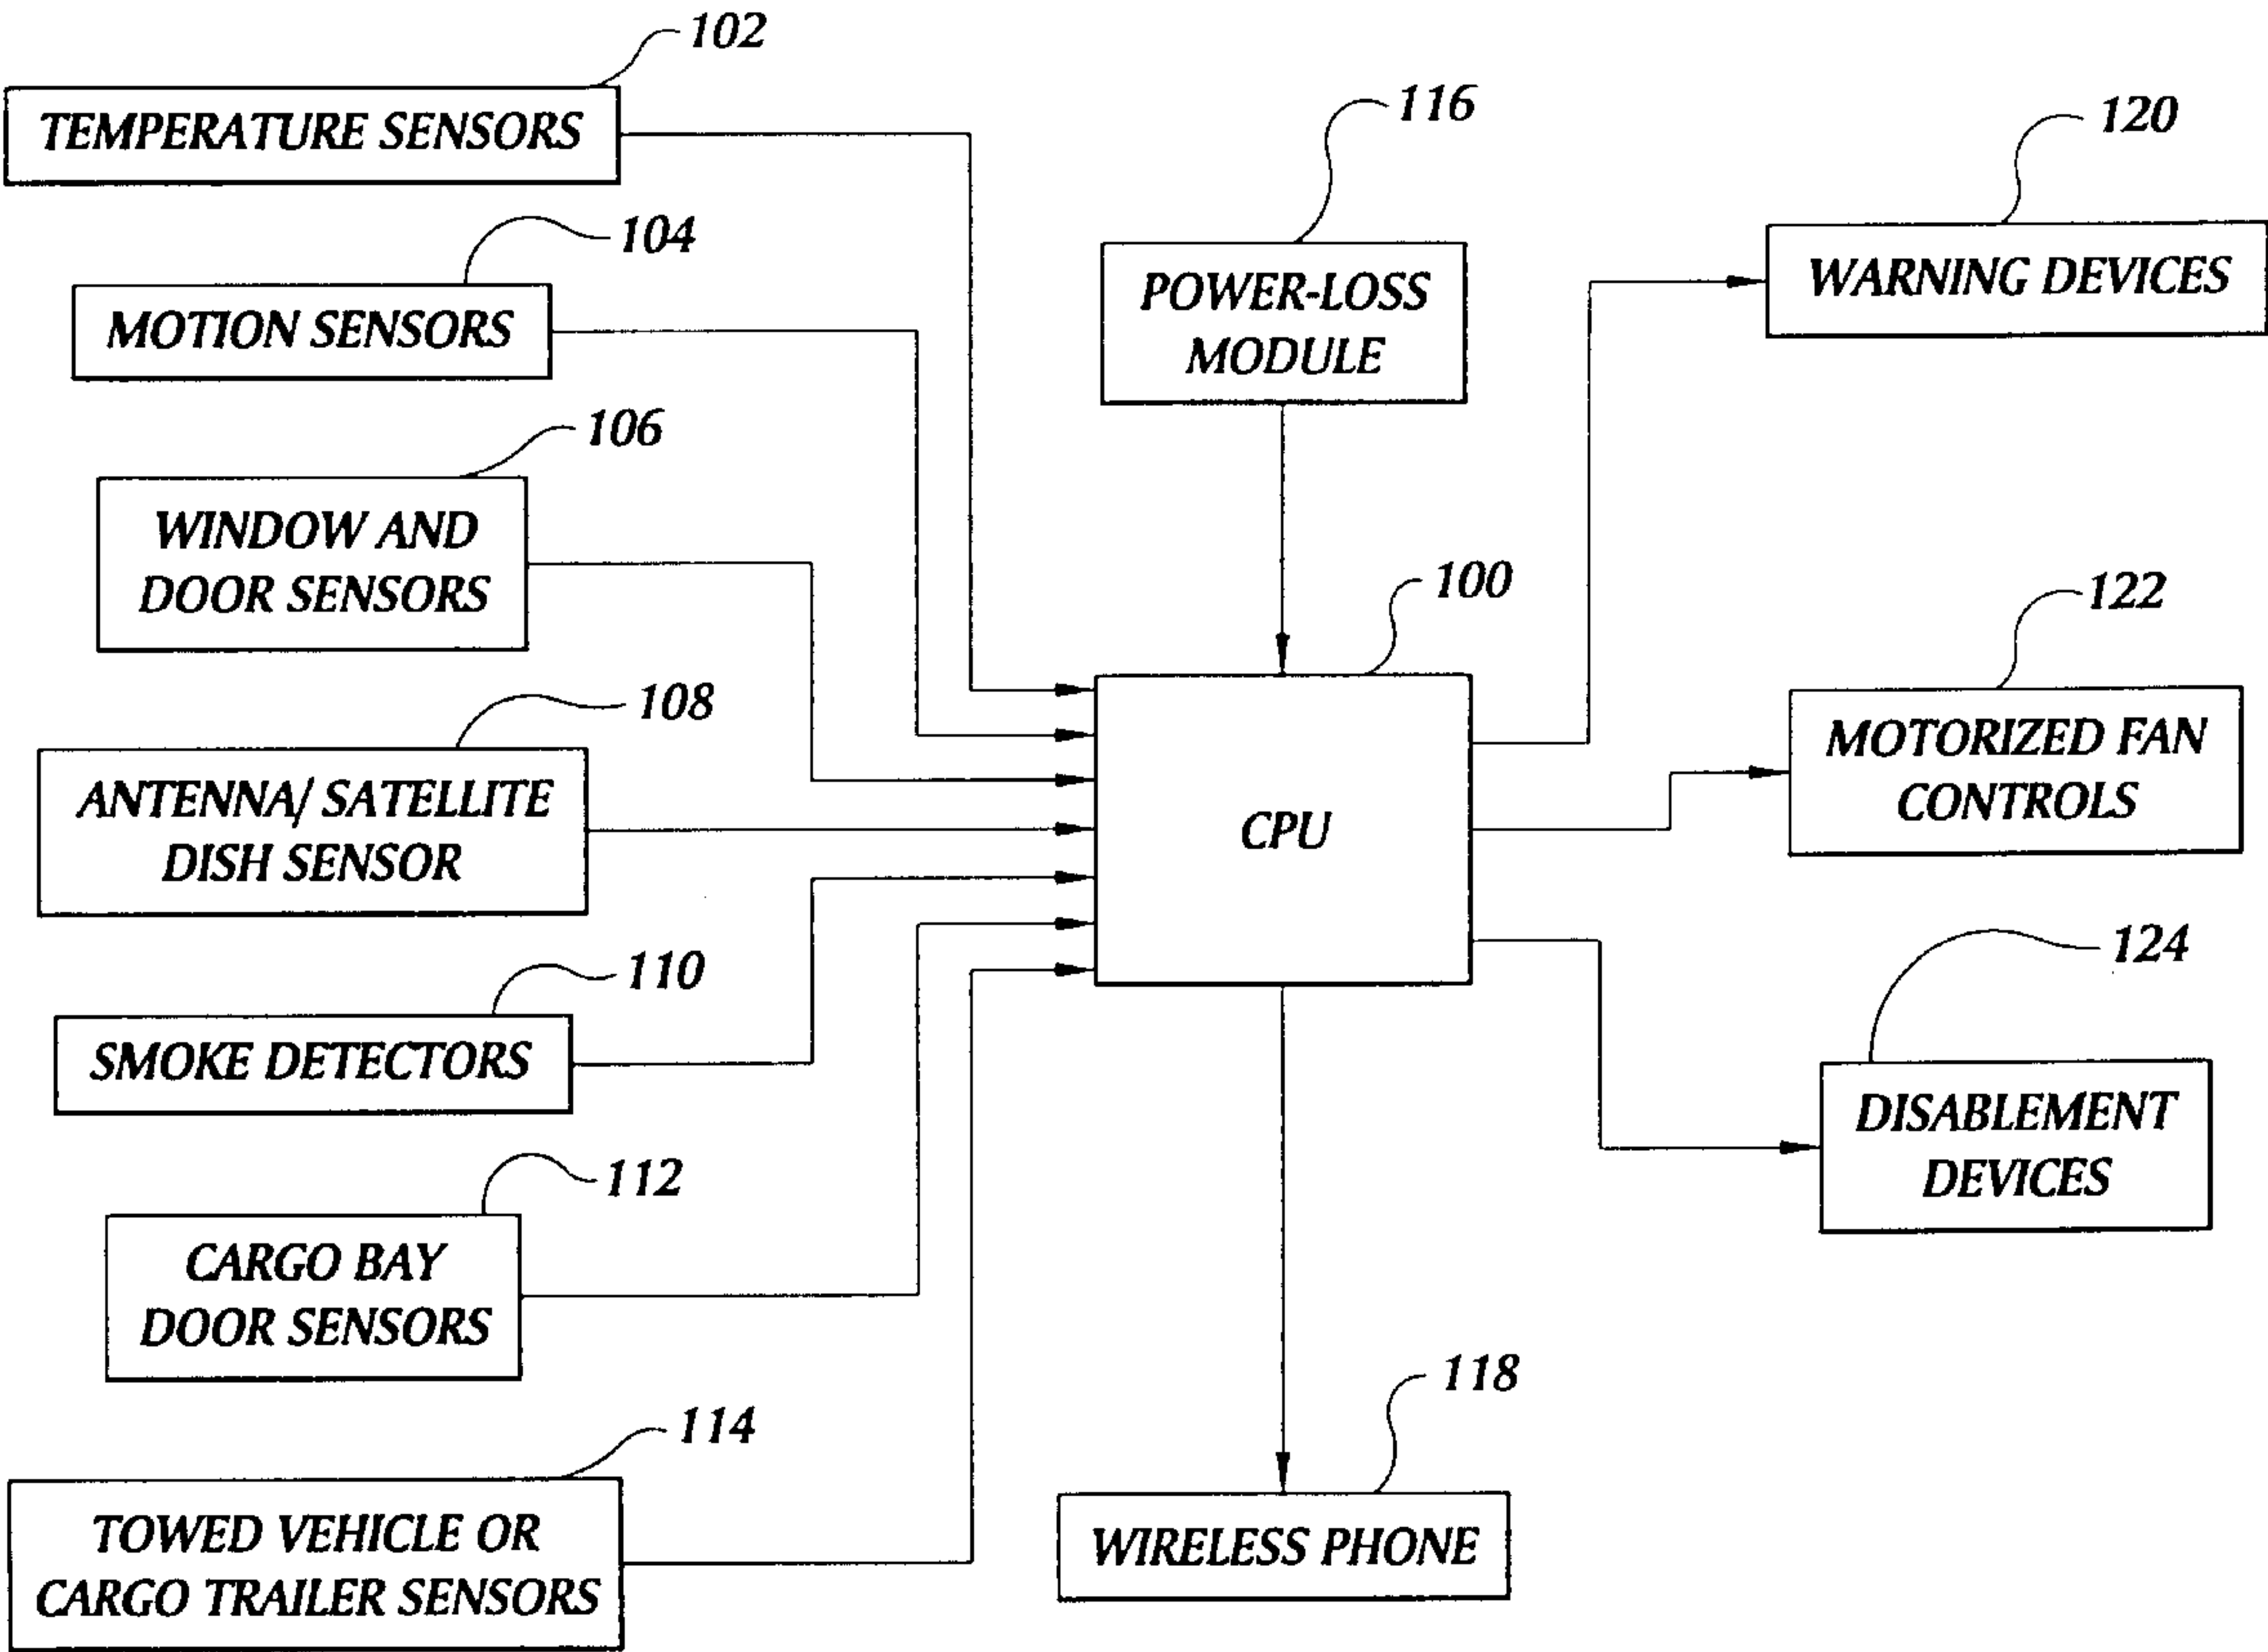 102
TEMPERATURE SENSORS
104
MOTION SENSORS
106
WINDOW AND
DOOR SENSORS
108
ANTENNA/ SATELLITE
DISH SENSOR
110
SMOKE DETECTORS
112
CARGO BAY
DOOR SENSORS
114
TOWED VEHICLE OR
CARGO TRAILER SENSORS
116
POWER-LOSS
MODULE
100
CPU
118
WIRELESS PHONE
120
WARNING DEVICES
122
MOTORIZED FAN
CONTROLS
124
DISABLEMENT
DEVICES